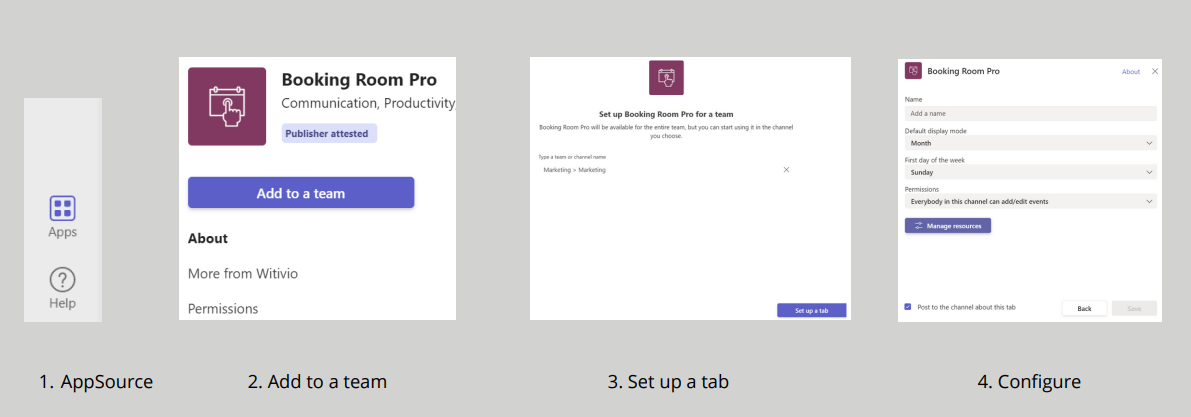 Apps
Help
Booking Room Pro
Communication, Productivity
Publisher attested
Add to a team
About
More from Witivio
Permissions
Set up Booking Room Pro for a team
Booking Room Pro will be available for the entire team, but you can start using it in the channel
you choose.
Type a team or channel name
Marketing > Marketing
Set up a tab
Booking Room Pro
About
Name
Add a name
Default display mode
Month
First day of the week
Sunday
Permissions
Everybody in this channel can add/edit events
Manage resources
Post to the channel about this tab
Back
Save
1. AppSource
2. Add to a team
3. Set up a tab
4. Configure